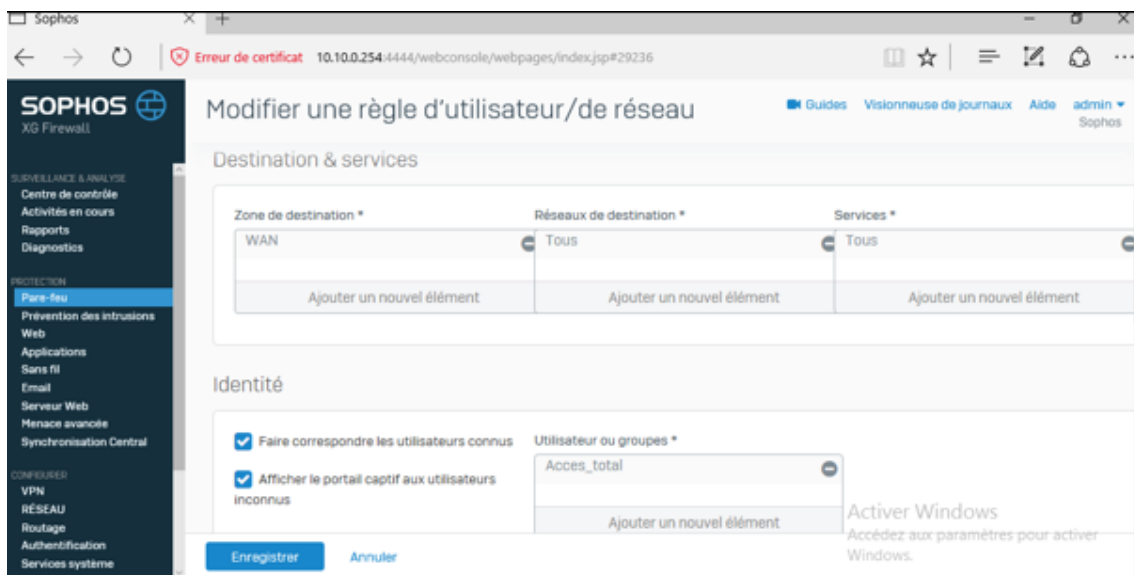 Sophos
Erreur de certificat 10.10.0.254:4444/webconsole/webpages/index.jsp#29236
SOPHOS
XG Firewall
Modifier une règle d'utilisateur/de réseau
Guides Visionneuse de journaux Aide admin
Sophos
SURVEILLANCE & ANALYSE
Centre de contrôle
Activités en cours
Rapports
Diagnostics
PROTECTION
Pare-feu
Prévention des intrusions
Web
Applications
Sans fil
Email
Serveur Web
Menace avancée
Synchronisation Central
CONFIGURER
VPN
RÉSEAU
Routage
Authentification
Services système
Destination & services
Zone de destination * Réseaux de destination * Services *
WAN Tous Tous
Ajouter un nouvel élément Ajouter un nouvel élément Ajouter un nouvel élément
Identité
Faire correspondre les utilisateurs connus
Afficher le portail captif aux utilisateurs
inconnus
Utilisateur ou groupes *
Acces_total
Ajouter un nouvel élément
Activer Windows
Accédez aux paramètres pour activer
Windows.
Enregistrer Annuler